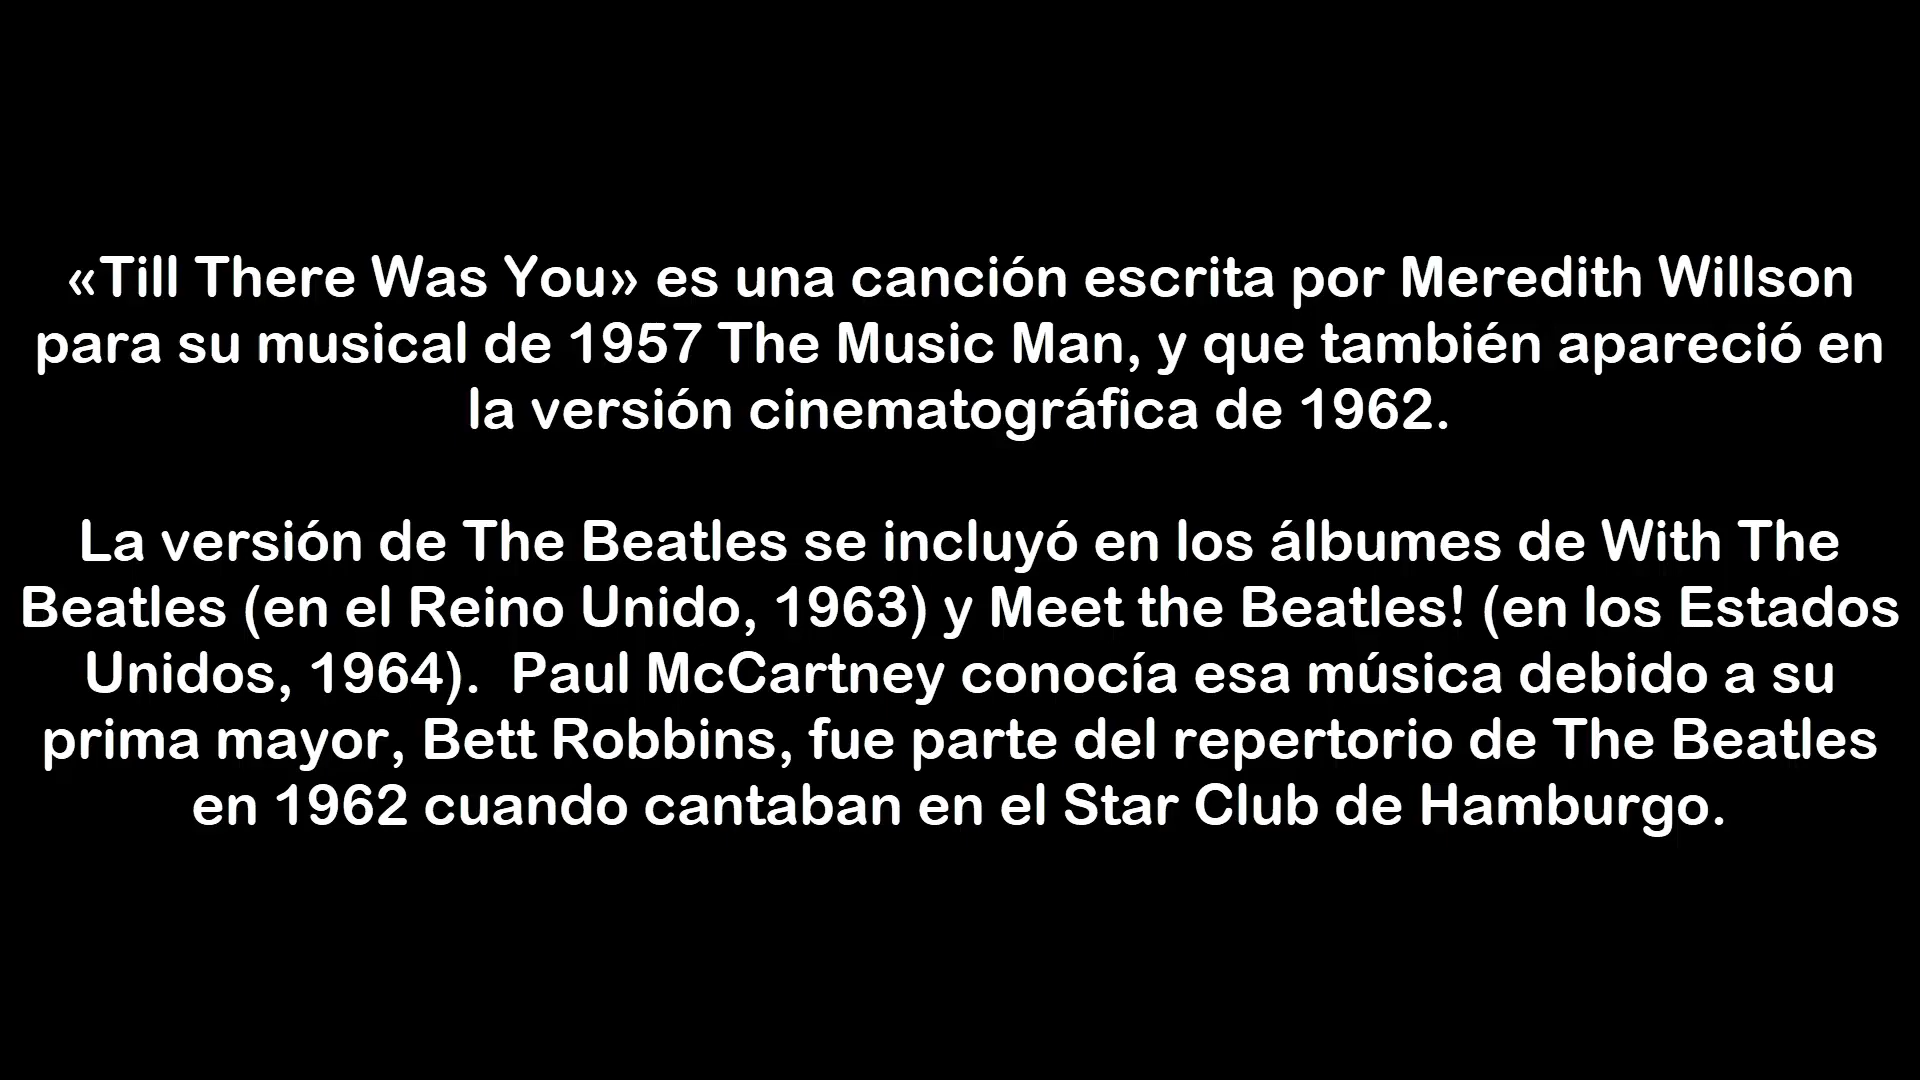 «Till There Was You» es una canción escrita por Meredith Willson
para su musical de 1957 The Music Man, y que también apareció en
la versión cinematográfica de 1962.
La versión de The Beatles se incluyó en los álbumes de With The
Beatles (en el Reino Unido, 1963) y Meet the Beatles! (en los Estados
Unidos, 1964).  Paul McCartney conocía esa música debido a su
prima mayor, Bett Robbins, fue parte del repertorio de The Beatles
en 1962 cuando cantaban en el Star Club de Hamburgo.